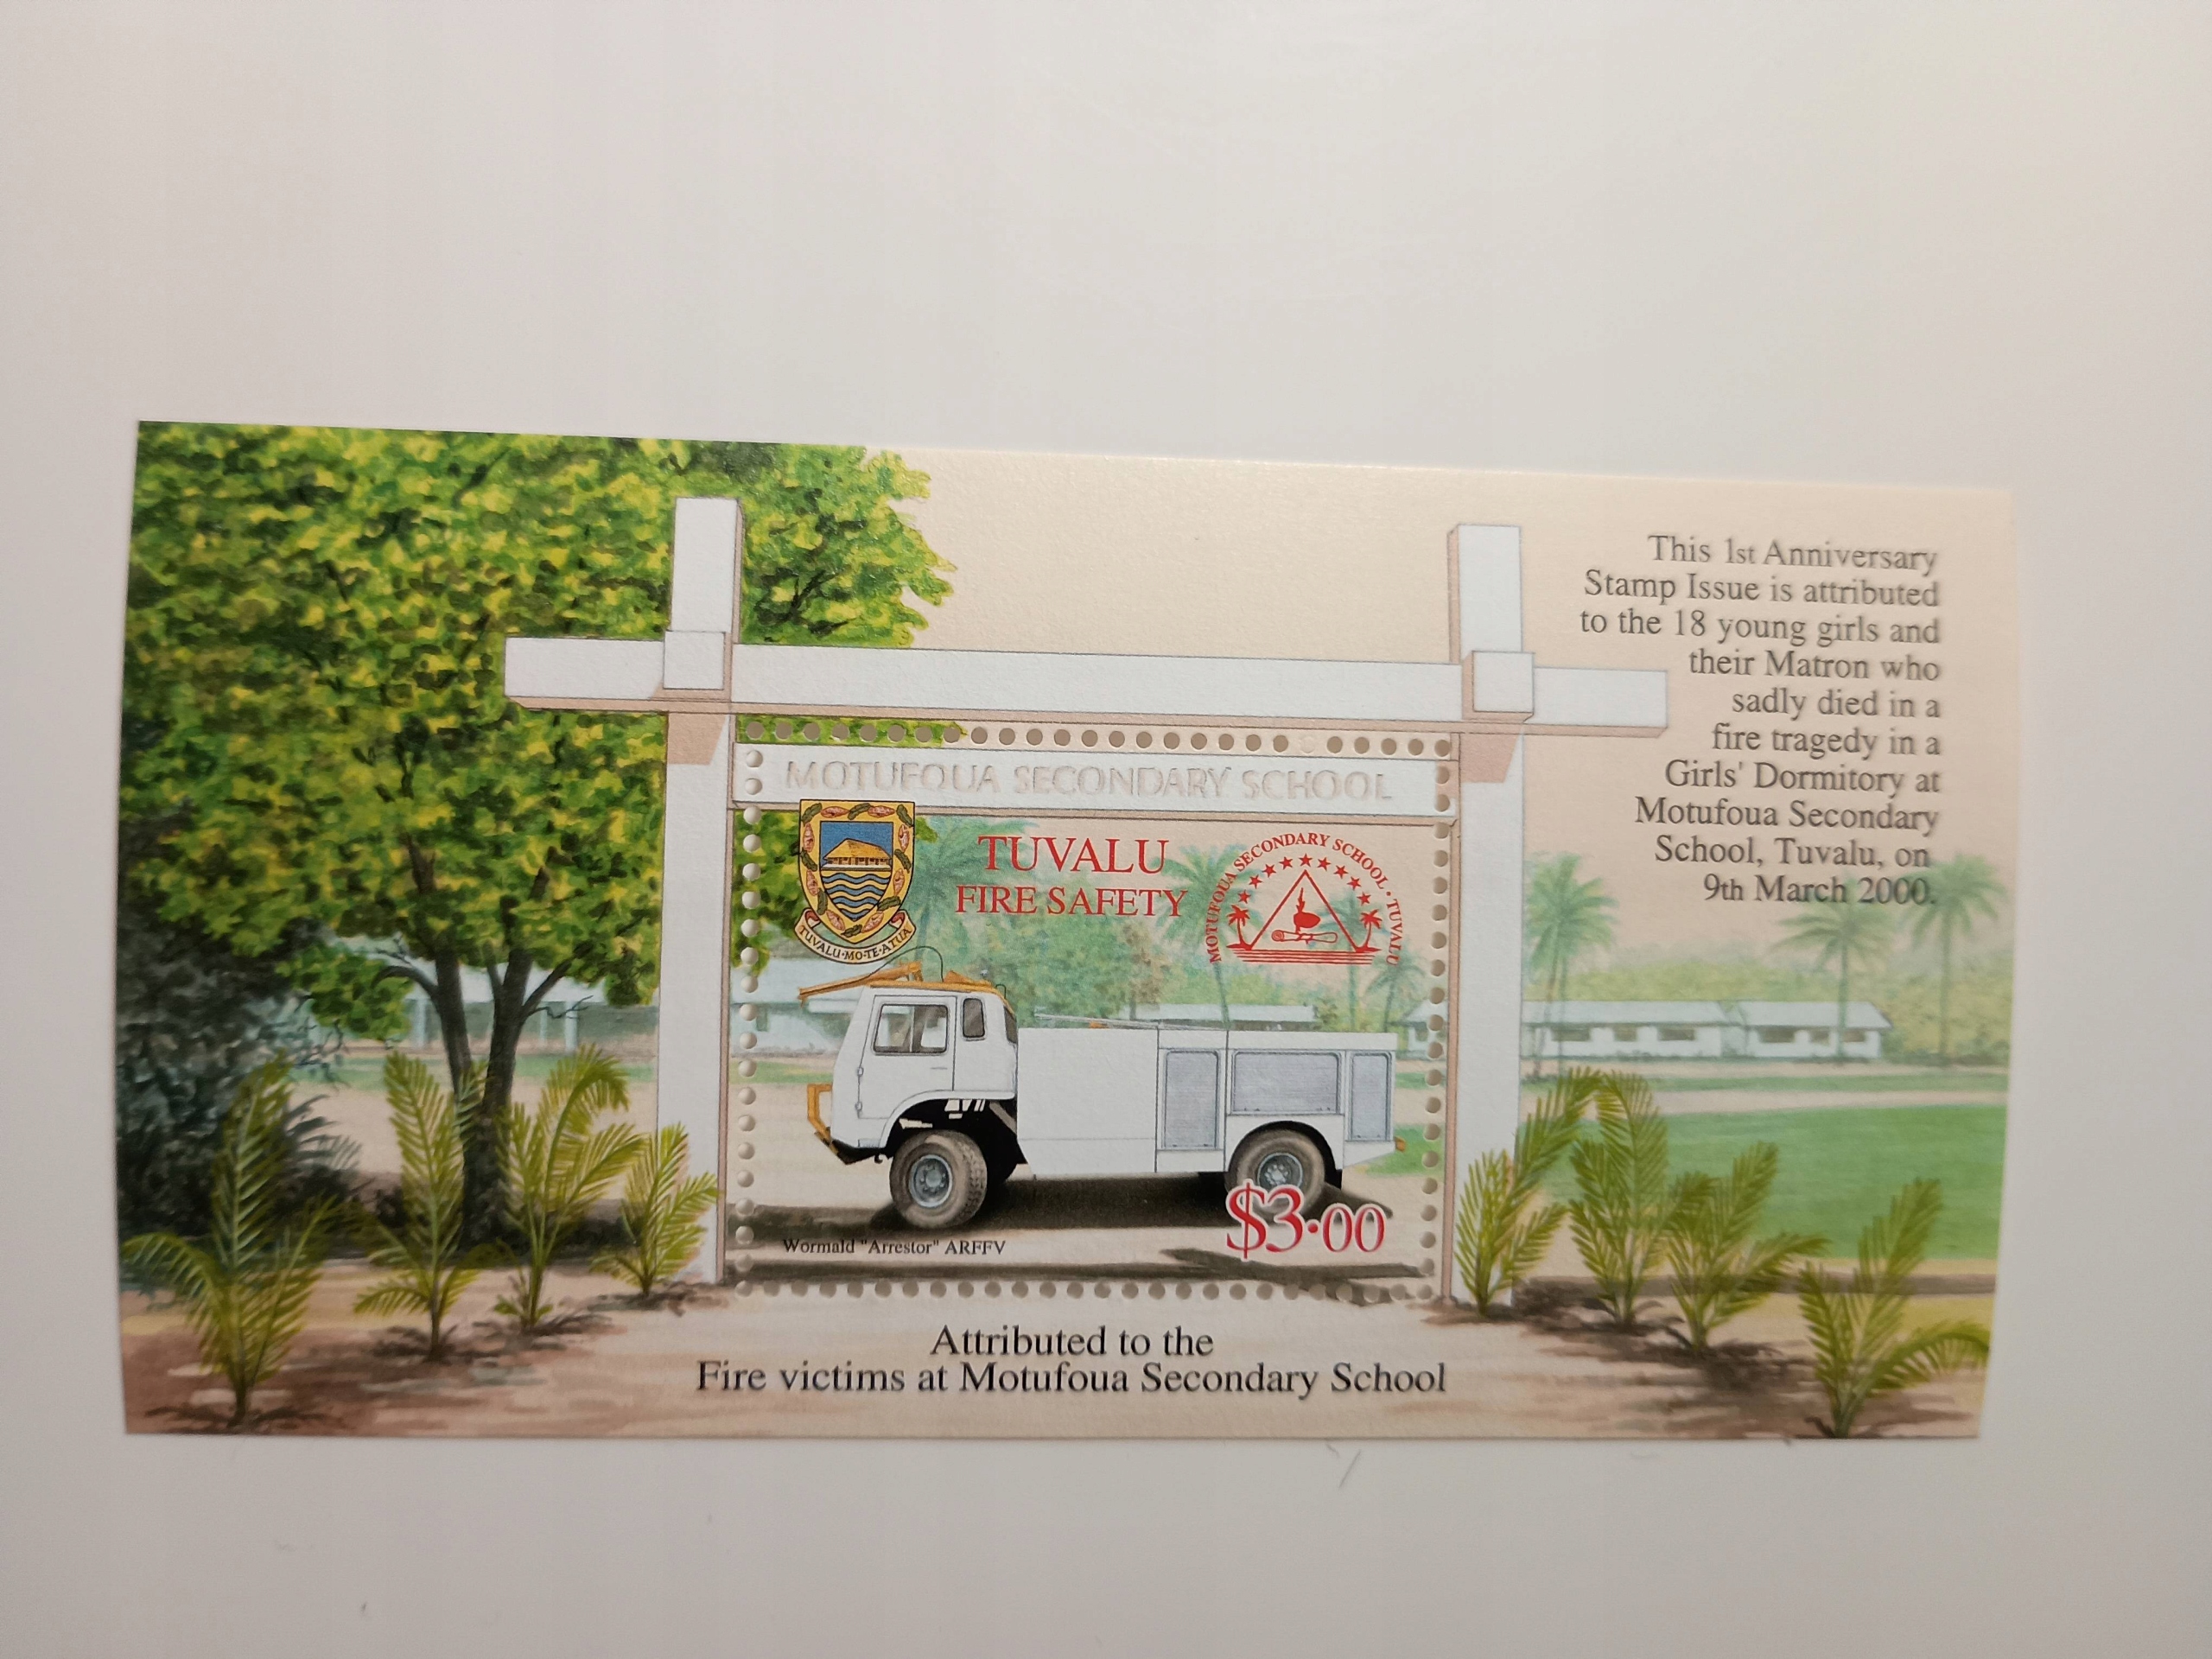 This 1st Anniversary
Stamp Issue is attributed
to the 18 young girls and
their Matron who
sadly died in a
fire tragedy in a
Girls' Dormitory at
Motufoua Secondary
School, Tuvalu, on
9th March 2000.
MOTUFOUA SECONDARY SCHOOL
TUVALU
FIRE SAFETY
MOTUFOUA SECONDARY SCHOOL · TUVALU
TUVALU·MO·TE·ATUA
Wormald "Arrestor" ARFFV
$3·00
Attributed to the
Fire victims at Motufoua Secondary School